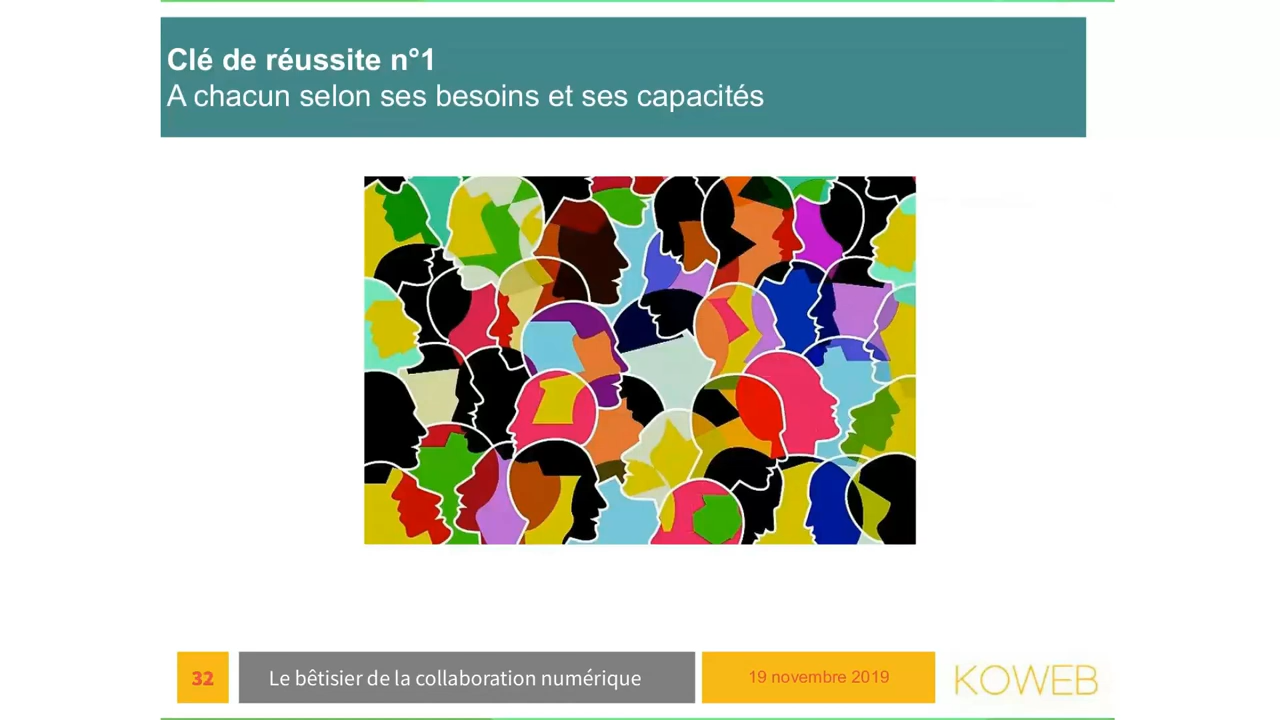 Clé de réussite n°1
A chacun selon ses besoins et ses capacités
32
Le bêtisier de la collaboration numérique
19 novembre 2019
KOWEB